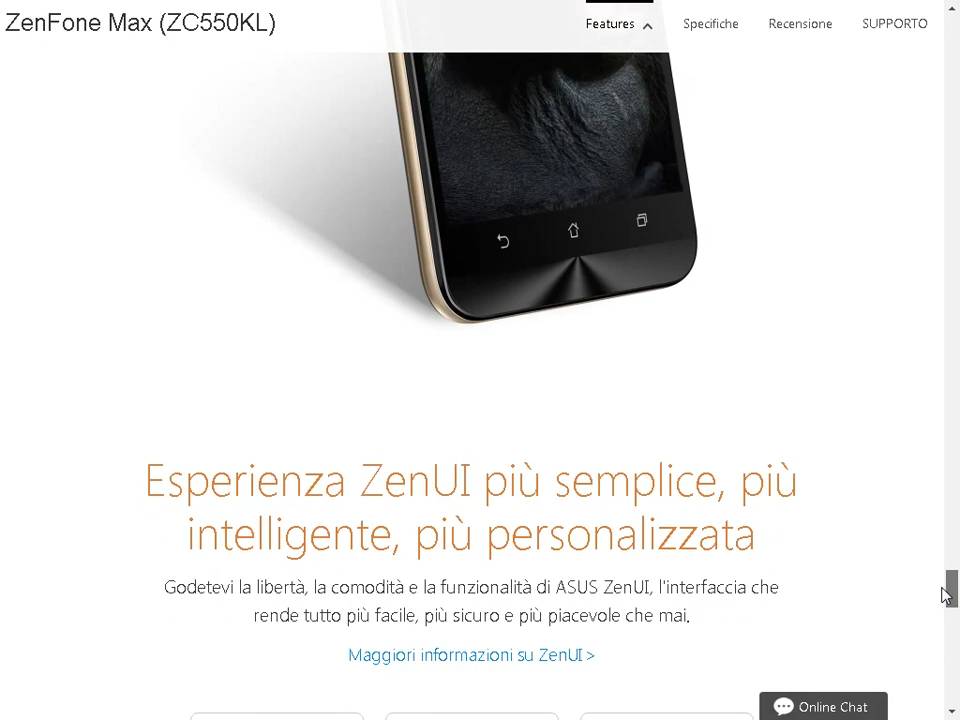 ZenFone Max (ZC550KL)
Features
Specifiche
Recensione
SUPPORTO
Esperienza ZenUI più semplice, più
intelligente, più personalizzata
Godetevi la libertà, la comodità e la funzionalità di ASUS ZenUI, l'interfaccia che
rende tutto più facile, più sicuro e più piacevole che mai.
Maggiori informazioni su ZenUI >
Online Chat